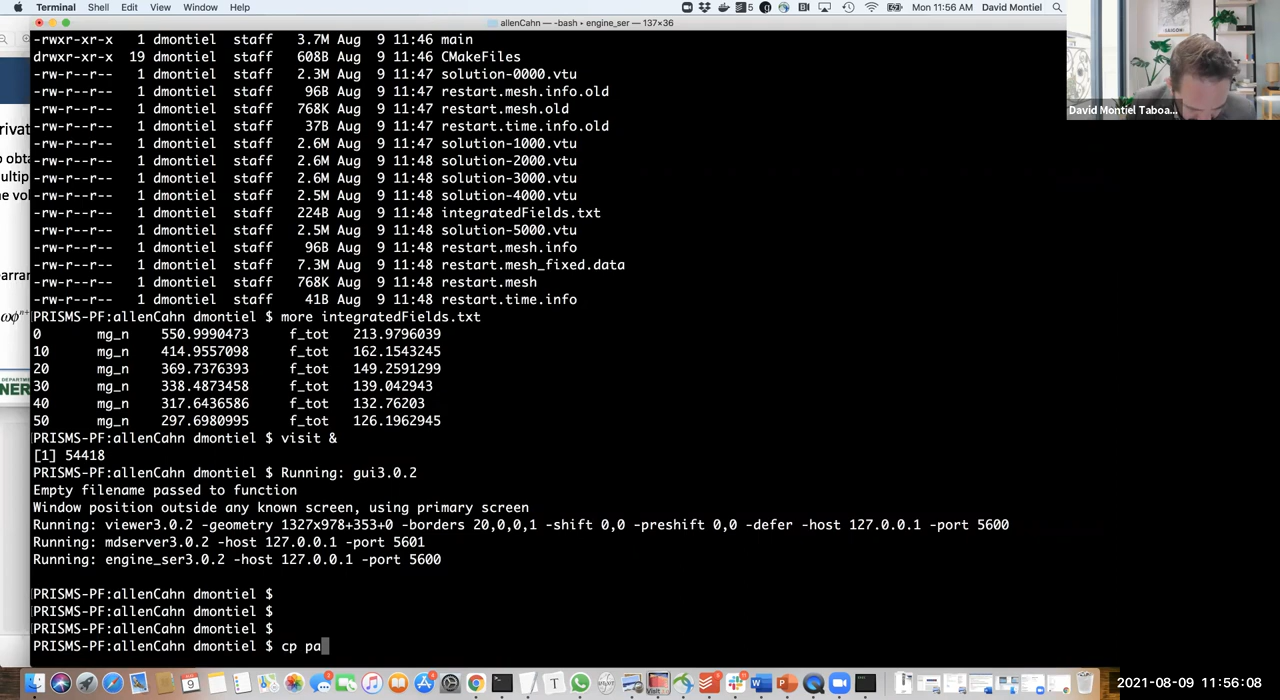 Terminal Shell Edit View Window Help 5 Mon 11:56 AM David Montiel
allenCahn — -bash ▸ engine_ser — 137×36
-rwxr-xr-x 1 dmontiel staff 3.7M Aug 9 11:46 main
drwxr-xr-x 19 dmontiel staff 608B Aug 9 11:46 CMakeFiles
-rw-r--r-- 1 dmontiel staff 2.3M Aug 9 11:47 solution-0000.vtu
-rw-r--r-- 1 dmontiel staff 96B Aug 9 11:47 restart.mesh.info.old
-rw-r--r-- 1 dmontiel staff 768K Aug 9 11:47 restart.mesh.old
-rw-r--r-- 1 dmontiel staff 37B Aug 9 11:47 restart.time.info.old
-rw-r--r-- 1 dmontiel staff 2.6M Aug 9 11:47 solution-1000.vtu
-rw-r--r-- 1 dmontiel staff 2.6M Aug 9 11:48 solution-2000.vtu
-rw-r--r-- 1 dmontiel staff 2.6M Aug 9 11:48 solution-3000.vtu
-rw-r--r-- 1 dmontiel staff 2.5M Aug 9 11:48 solution-4000.vtu
-rw-r--r-- 1 dmontiel staff 224B Aug 9 11:48 integratedFields.txt
-rw-r--r-- 1 dmontiel staff 2.5M Aug 9 11:48 solution-5000.vtu
-rw-r--r-- 1 dmontiel staff 96B Aug 9 11:48 restart.mesh.info
-rw-r--r-- 1 dmontiel staff 7.3M Aug 9 11:48 restart.mesh_fixed.data
-rw-r--r-- 1 dmontiel staff 768K Aug 9 11:48 restart.mesh
-rw-r--r-- 1 dmontiel staff 41B Aug 9 11:48 restart.time.info
PRISMS-PF:allenCahn dmontiel $ more integratedFields.txt
0 mg_n 550.9990473 f_tot 213.9796039
10 mg_n 414.9557098 f_tot 162.1543245
20 mg_n 369.7376393 f_tot 149.2591299
30 mg_n 338.4873458 f_tot 139.042943
40 mg_n 317.6436586 f_tot 132.76203
50 mg_n 297.6980995 f_tot 126.1962945
PRISMS-PF:allenCahn dmontiel $ visit &
[1] 54418
PRISMS-PF:allenCahn dmontiel $ Running: gui3.0.2
Empty filename passed to function
Window position outside any known screen, using primary screen
Running: viewer3.0.2 -geometry 1327x978+353+0 -borders 20,0,0,1 -shift 0,0 -preshift 0,0 -defer -host 127.0.0.1 -port 5600
Running: mdserver3.0.2 -host 127.0.0.1 -port 5601
Running: engine_ser3.0.2 -host 127.0.0.1 -port 5600
PRISMS-PF:allenCahn dmontiel $
PRISMS-PF:allenCahn dmontiel $
PRISMS-PF:allenCahn dmontiel $
PRISMS-PF:allenCahn dmontiel $ cp pa
David Montiel Taboa...
2021-08-09 11:56:08